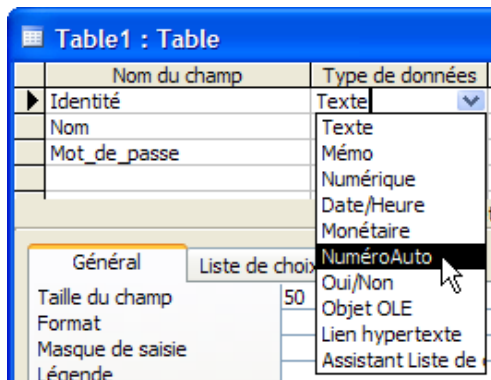 Table1 : Table
Nom du champ Type de données
Identité Texte
Nom Texte
Mot_de_passe Mémo
Numérique
Date/Heure
Monétaire
NuméroAuto
Oui/Non
Objet OLE
Lien hypertexte
Assistant Liste de
Général Liste de choix
Taille du champ 50
Format
Masque de saisie
Légende